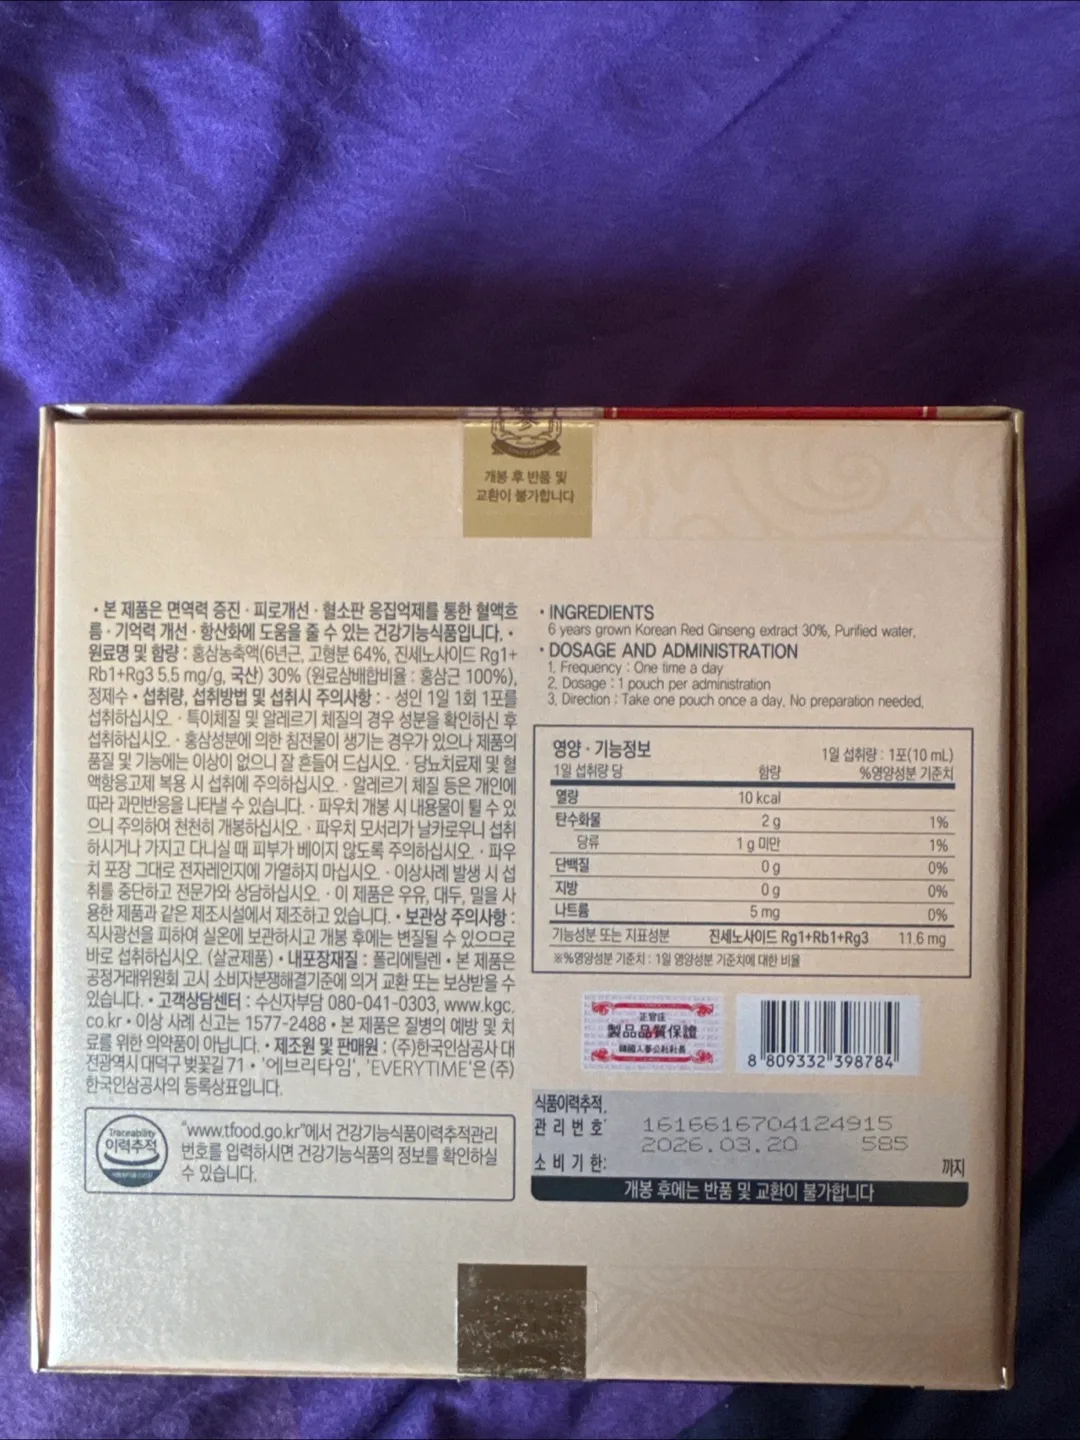 개봉 후 반품 및
교환이 불가합니다
• 본 제품은 면역력 증진 · 피로개선 · 혈소판 응집억제를 통한 혈액흐
름 · 기억력 개선 · 항산화에 도움을 줄 수 있는 건강기능식품입니다. •
원료명 및 함량 : 홍삼농축액(6년근, 고형분 64%, 진세노사이드 Rg1+
Rb1+Rg3 5.5 mg/g, 국산) 30% (원료삼배합비율 : 홍삼근 100%),
정제수 • 섭취량, 섭취방법 및 섭취시 주의사항 : · 성인 1일 1회 1포를
섭취하십시오. · 특이체질 및 알레르기 체질의 경우 성분을 확인하신 후
섭취하십시오. · 홍삼성분에 의한 침전물이 생기는 경우가 있으나 제품의
품질 및 기능에는 이상이 없으니 잘 흔들어 드십시오. · 당뇨치료제 및 혈
액항응고제 복용 시 섭취에 주의하십시오. · 알레르기 체질 등은 개인에
따라 과민반응을 나타낼 수 있습니다. · 파우치 개봉 시 내용물이 튈 수 있
으니 주의하여 천천히 개봉하십시오. · 파우치 모서리가 날카로우니 섭취
하시거나 가지고 다니실 때 피부가 베이지 않도록 주의하십시오. · 파우
치 포장 그대로 전자레인지에 가열하지 마십시오. · 이상사례 발생 시 섭
취를 중단하고 전문가와 상담하십시오. · 이 제품은 우유, 대두, 밀을 사
용한 제품과 같은 제조시설에서 제조하고 있습니다. • 보관상 주의사항 :
직사광선을 피하여 실온에 보관하시고 개봉 후에는 변질될 수 있으므로
바로 섭취하십시오. (살균제품) • 내포장재질 : 폴리에틸렌 • 본 제품은
공정거래위원회 고시 소비자분쟁해결기준에 의거 교환 또는 보상받을 수
있습니다. • 고객상담센터 : 수신자부담 080-041-0303, www.kgc.
co.kr • 이상 사례 신고는 1577-2488 • 본 제품은 질병의 예방 및 치
료를 위한 의약품이 아닙니다. • 제조원 및 판매원 : (주)한국인삼공사 대
전광역시 대덕구 벚꽃길 71 • '에브리타임', 'EVERYTIME'은 (주)
한국인삼공사의 등록상표입니다.
Traceability
이력추적
"www.tfood.go.kr"에서 건강기능식품이력추적관리
번호를 입력하시면 건강기능식품의 정보를 확인하실
수 있습니다.
• INGREDIENTS
6 years grown Korean Red Ginseng extract 30%, Purified water.
• DOSAGE AND ADMINISTRATION
1. Frequency : One time a day
2. Dosage : 1 pouch per administration
3. Direction : Take one pouch once a day, No preparation needed.
영양 · 기능정보 1일 섭취량 : 1포(10 mL)
1일 섭취량 당 함량 %영양성분 기준치
열량 10 kcal
탄수화물 2 g 1%
당류 1 g 미만 1%
단백질 0 g 0%
지방 0 g 0%
나트륨 5 mg 0%
기능성분 또는 지표성분 진세노사이드 Rg1+Rb1+Rg3 11.6 mg
※%영양성분 기준치 : 1일 영양성분 기준치에 대한 비율
正官庄
製品品質保證
韓國人蔘公社社長
8 809332 398784
식품이력추적
관리번호 1616616704124915
2026.03.20 585
소비기한: 까지
개봉 후에는 반품 및 교환이 불가합니다